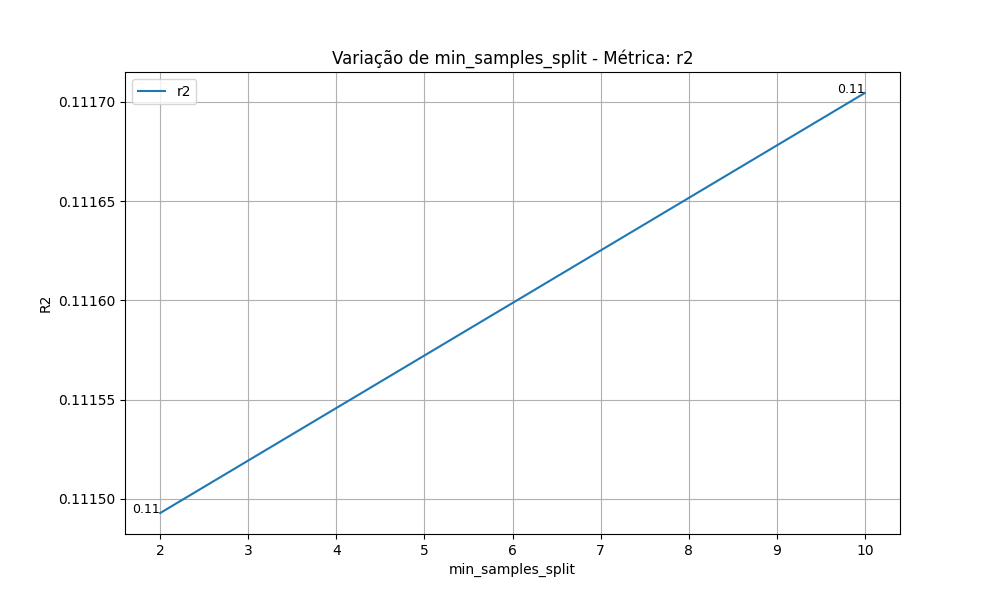 Variação de min_samples_split - Métrica: r2
r2
0.11
0.11
R2
0.11170
0.11165
0.11160
0.11155
0.11150
2 3 4 5 6 7 8 9 10
min_samples_split